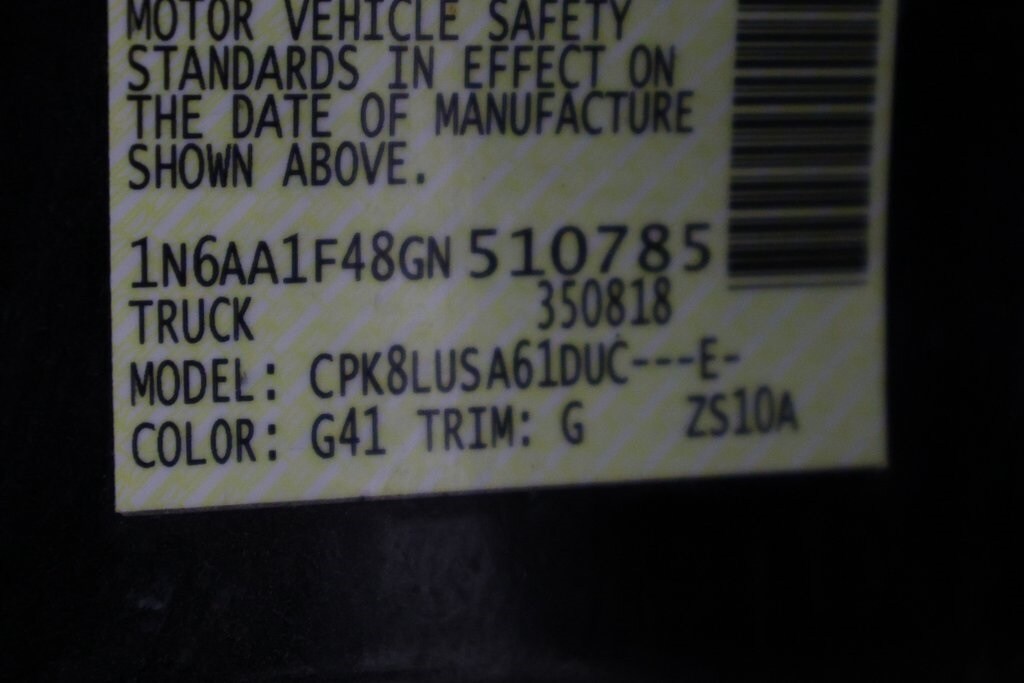 MOTOR VEHICLE SAFETY
STANDARDS IN EFFECT ON
THE DATE OF MANUFACTURE
SHOWN ABOVE.
1N6AA1F48GN510785
TRUCK 350818
MODEL: CPK8LUSA61DUC---E-
COLOR: G41 TRIM: G ZS10A